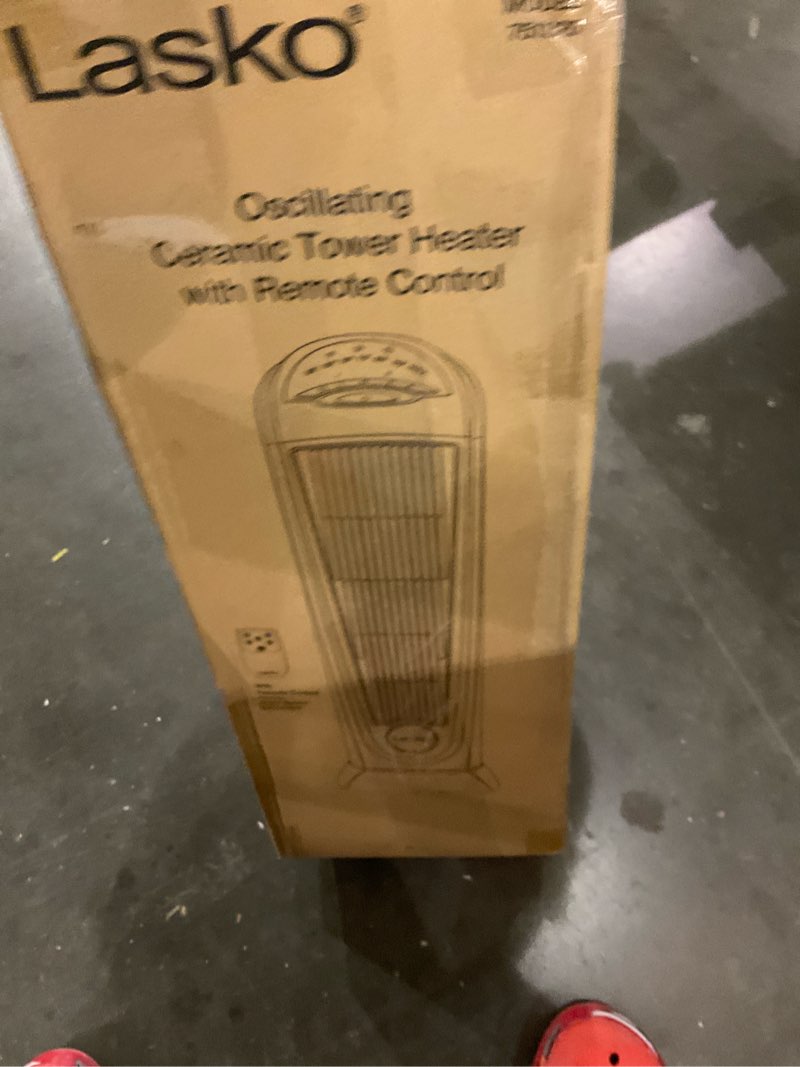 Lasko®
Oscillating
Ceramic Tower Heater
with Remote Control